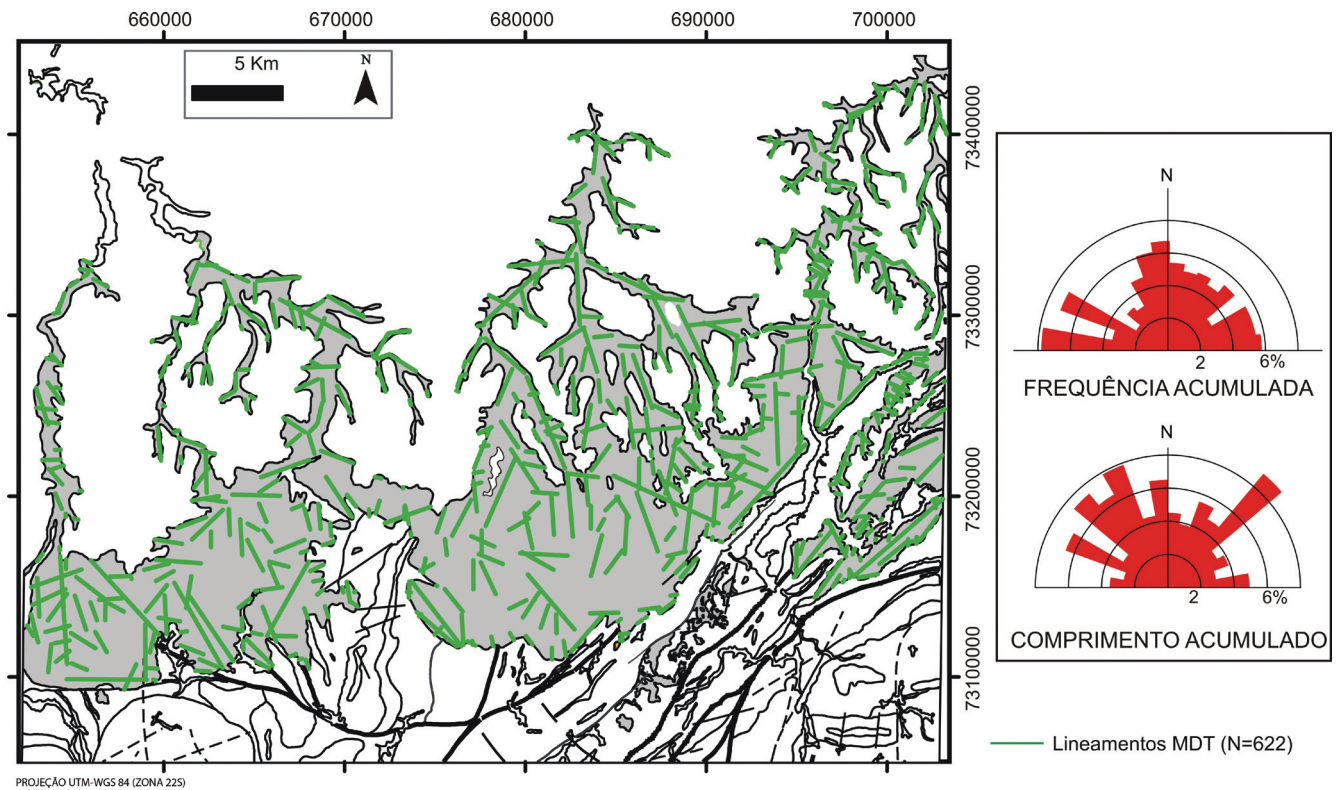 660000 670000 680000 690000 700000
5 Km
N
7340000
7330000
7320000
7310000
N
2 6%
FREQUÊNCIA ACUMULADA
N
2 6%
COMPRIMENTO ACUMULADO
Lineamentos MDT (N=622)
PROJEÇÃO UTM-WGS 84 (ZONA 22S)